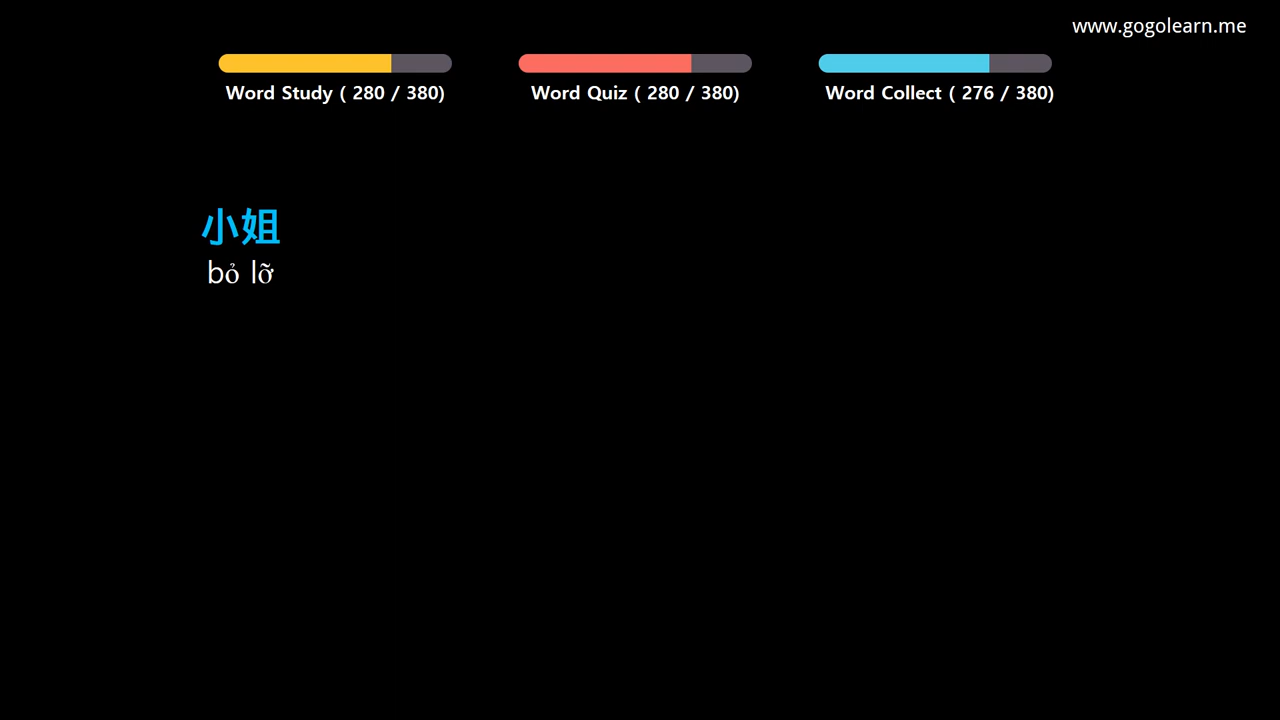 www.gogolearn.me
Word Study ( 280 / 380)
Word Quiz ( 280 / 380)
Word Collect ( 276 / 380)
小姐
bỏ lỡ